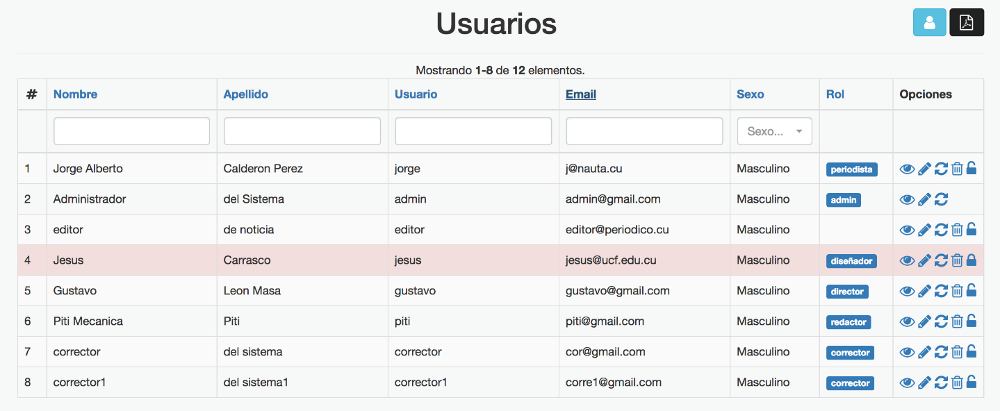 Usuarios
Mostrando 1-8 de 12 elementos.
# Nombre Apellido Usuario Email Sexo Rol Opciones
Sexo...
1 Jorge Alberto Calderon Perez jorge j@nauta.cu Masculino periodista
2 Administrador del Sistema admin admin@gmail.com Masculino admin
3 editor de noticia editor editor@periodico.cu Masculino
4 Jesus Carrasco jesus jesus@ucf.edu.cu Masculino diseñador
5 Gustavo Leon Masa gustavo gustavo@gmail.com Masculino director
6 Piti Mecanica Piti piti piti@gmail.com Masculino redactor
7 corrector del sistema corrector cor@gmail.com Masculino corrector
8 corrector1 del sistema1 corrector1 corre1@gmail.com Masculino corrector